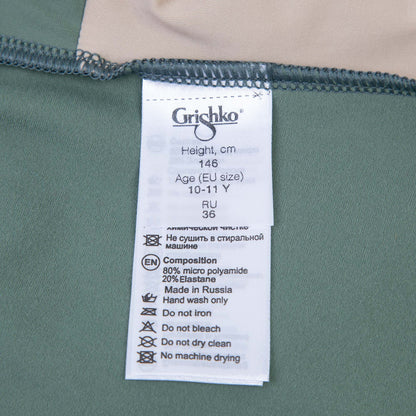 Grishko®
Height, cm
146
Age (EU size)
10-11 Y
RU
36
химической чистке
Не сушить в стиральной
машине
EN Composition
80% micro polyamide
20% Elastane
Made in Russia
Hand wash only
Do not iron
Do not bleach
Do not dry clean
No machine drying